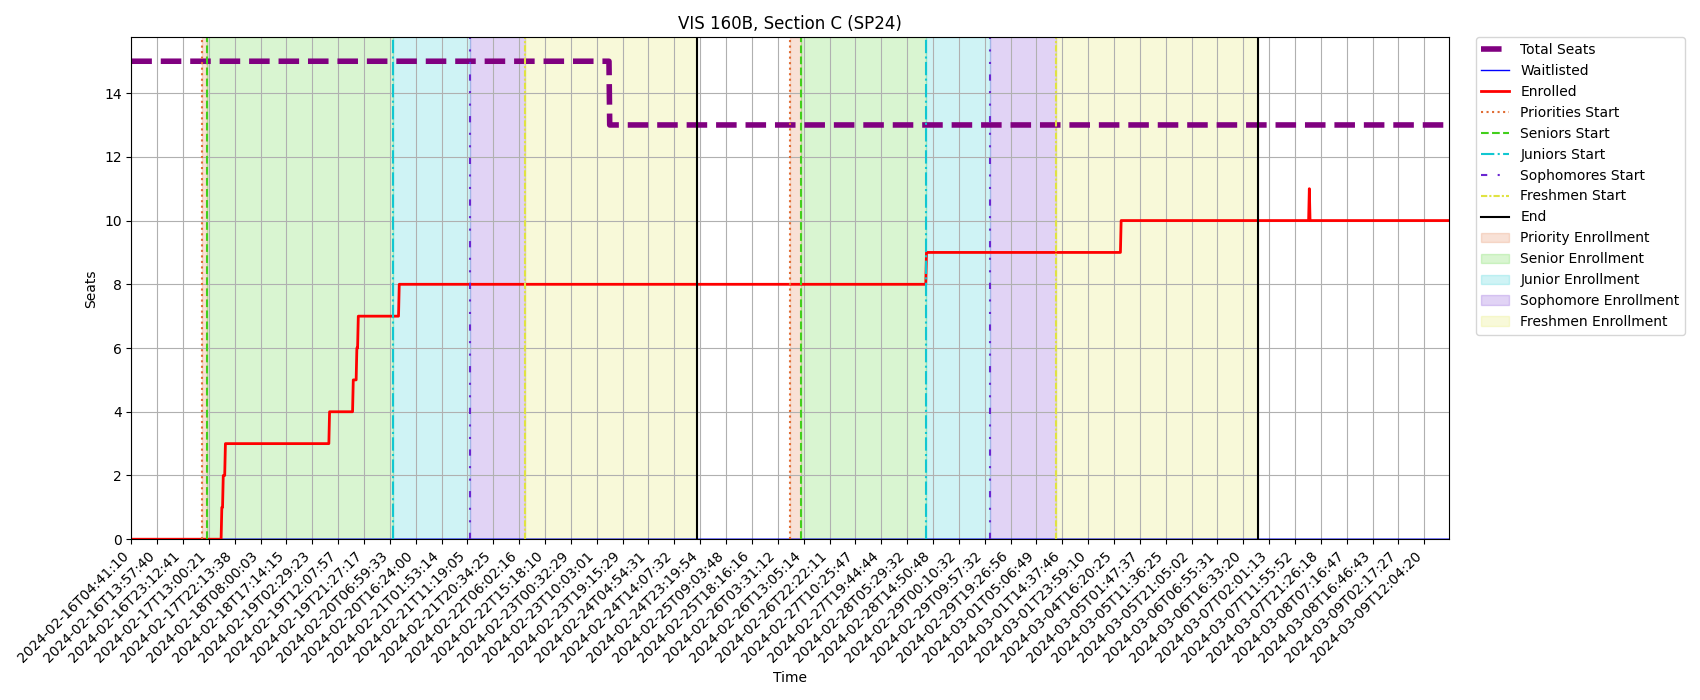 VIS 160B, Section C (SP24)
Seats
14
12
10
8
6
4
2
0
2024-02-16T04:41:10
2024-02-16T13:57:40
2024-02-16T23:12:41
2024-02-17T13:00:21
2024-02-17T22:13:38
2024-02-18T08:00:03
2024-02-18T17:14:15
2024-02-19T02:29:23
2024-02-19T12:07:57
2024-02-19T21:27:17
2024-02-20T06:59:33
2024-02-20T16:24:00
2024-02-21T01:53:14
2024-02-21T11:19:05
2024-02-21T20:34:25
2024-02-22T06:02:16
2024-02-22T15:18:10
2024-02-23T00:32:29
2024-02-23T10:03:01
2024-02-23T19:15:29
2024-02-24T04:54:31
2024-02-24T14:07:32
2024-02-24T23:19:54
2024-02-25T09:03:48
2024-02-25T18:16:16
2024-02-26T03:31:12
2024-02-26T13:05:14
2024-02-26T22:22:11
2024-02-27T10:25:47
2024-02-27T19:44:44
2024-02-28T05:29:32
2024-02-28T14:50:48
2024-02-29T00:10:32
2024-02-29T09:57:32
2024-02-29T19:26:56
2024-03-01T05:06:49
2024-03-01T14:37:46
2024-03-01T23:59:10
2024-03-04T16:20:25
2024-03-05T01:47:37
2024-03-05T11:36:25
2024-03-05T21:05:02
2024-03-06T06:55:31
2024-03-06T16:33:20
2024-03-07T02:01:13
2024-03-07T11:55:52
2024-03-07T21:26:18
2024-03-08T07:16:47
2024-03-08T16:46:43
2024-03-09T02:17:27
2024-03-09T12:04:20
Time
Total Seats
Waitlisted
Enrolled
Priorities Start
Seniors Start
Juniors Start
Sophomores Start
Freshmen Start
End
Priority Enrollment
Senior Enrollment
Junior Enrollment
Sophomore Enrollment
Freshmen Enrollment